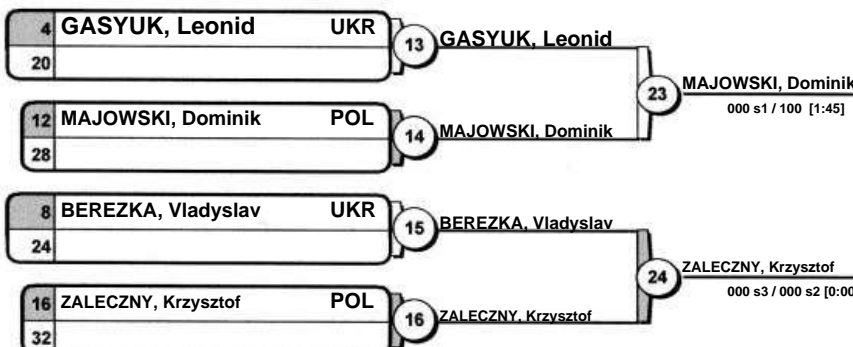 4 GASYUK, Leonid UKR
20
13 GASYUK, Leonid
12 MAJOWSKI, Dominik POL
28
14 MAJOWSKI, Dominik
23 MAJOWSKI, Dominik
000 s1 / 100 [1:45]
8 BEREZKA, Vladyslav UKR
24
15 BEREZKA, Vladyslav
16 ZALECZNY, Krzysztof POL
32
16 ZALECZNY, Krzysztof
24 ZALECZNY, Krzysztof
000 s3 / 000 s2 [0:00